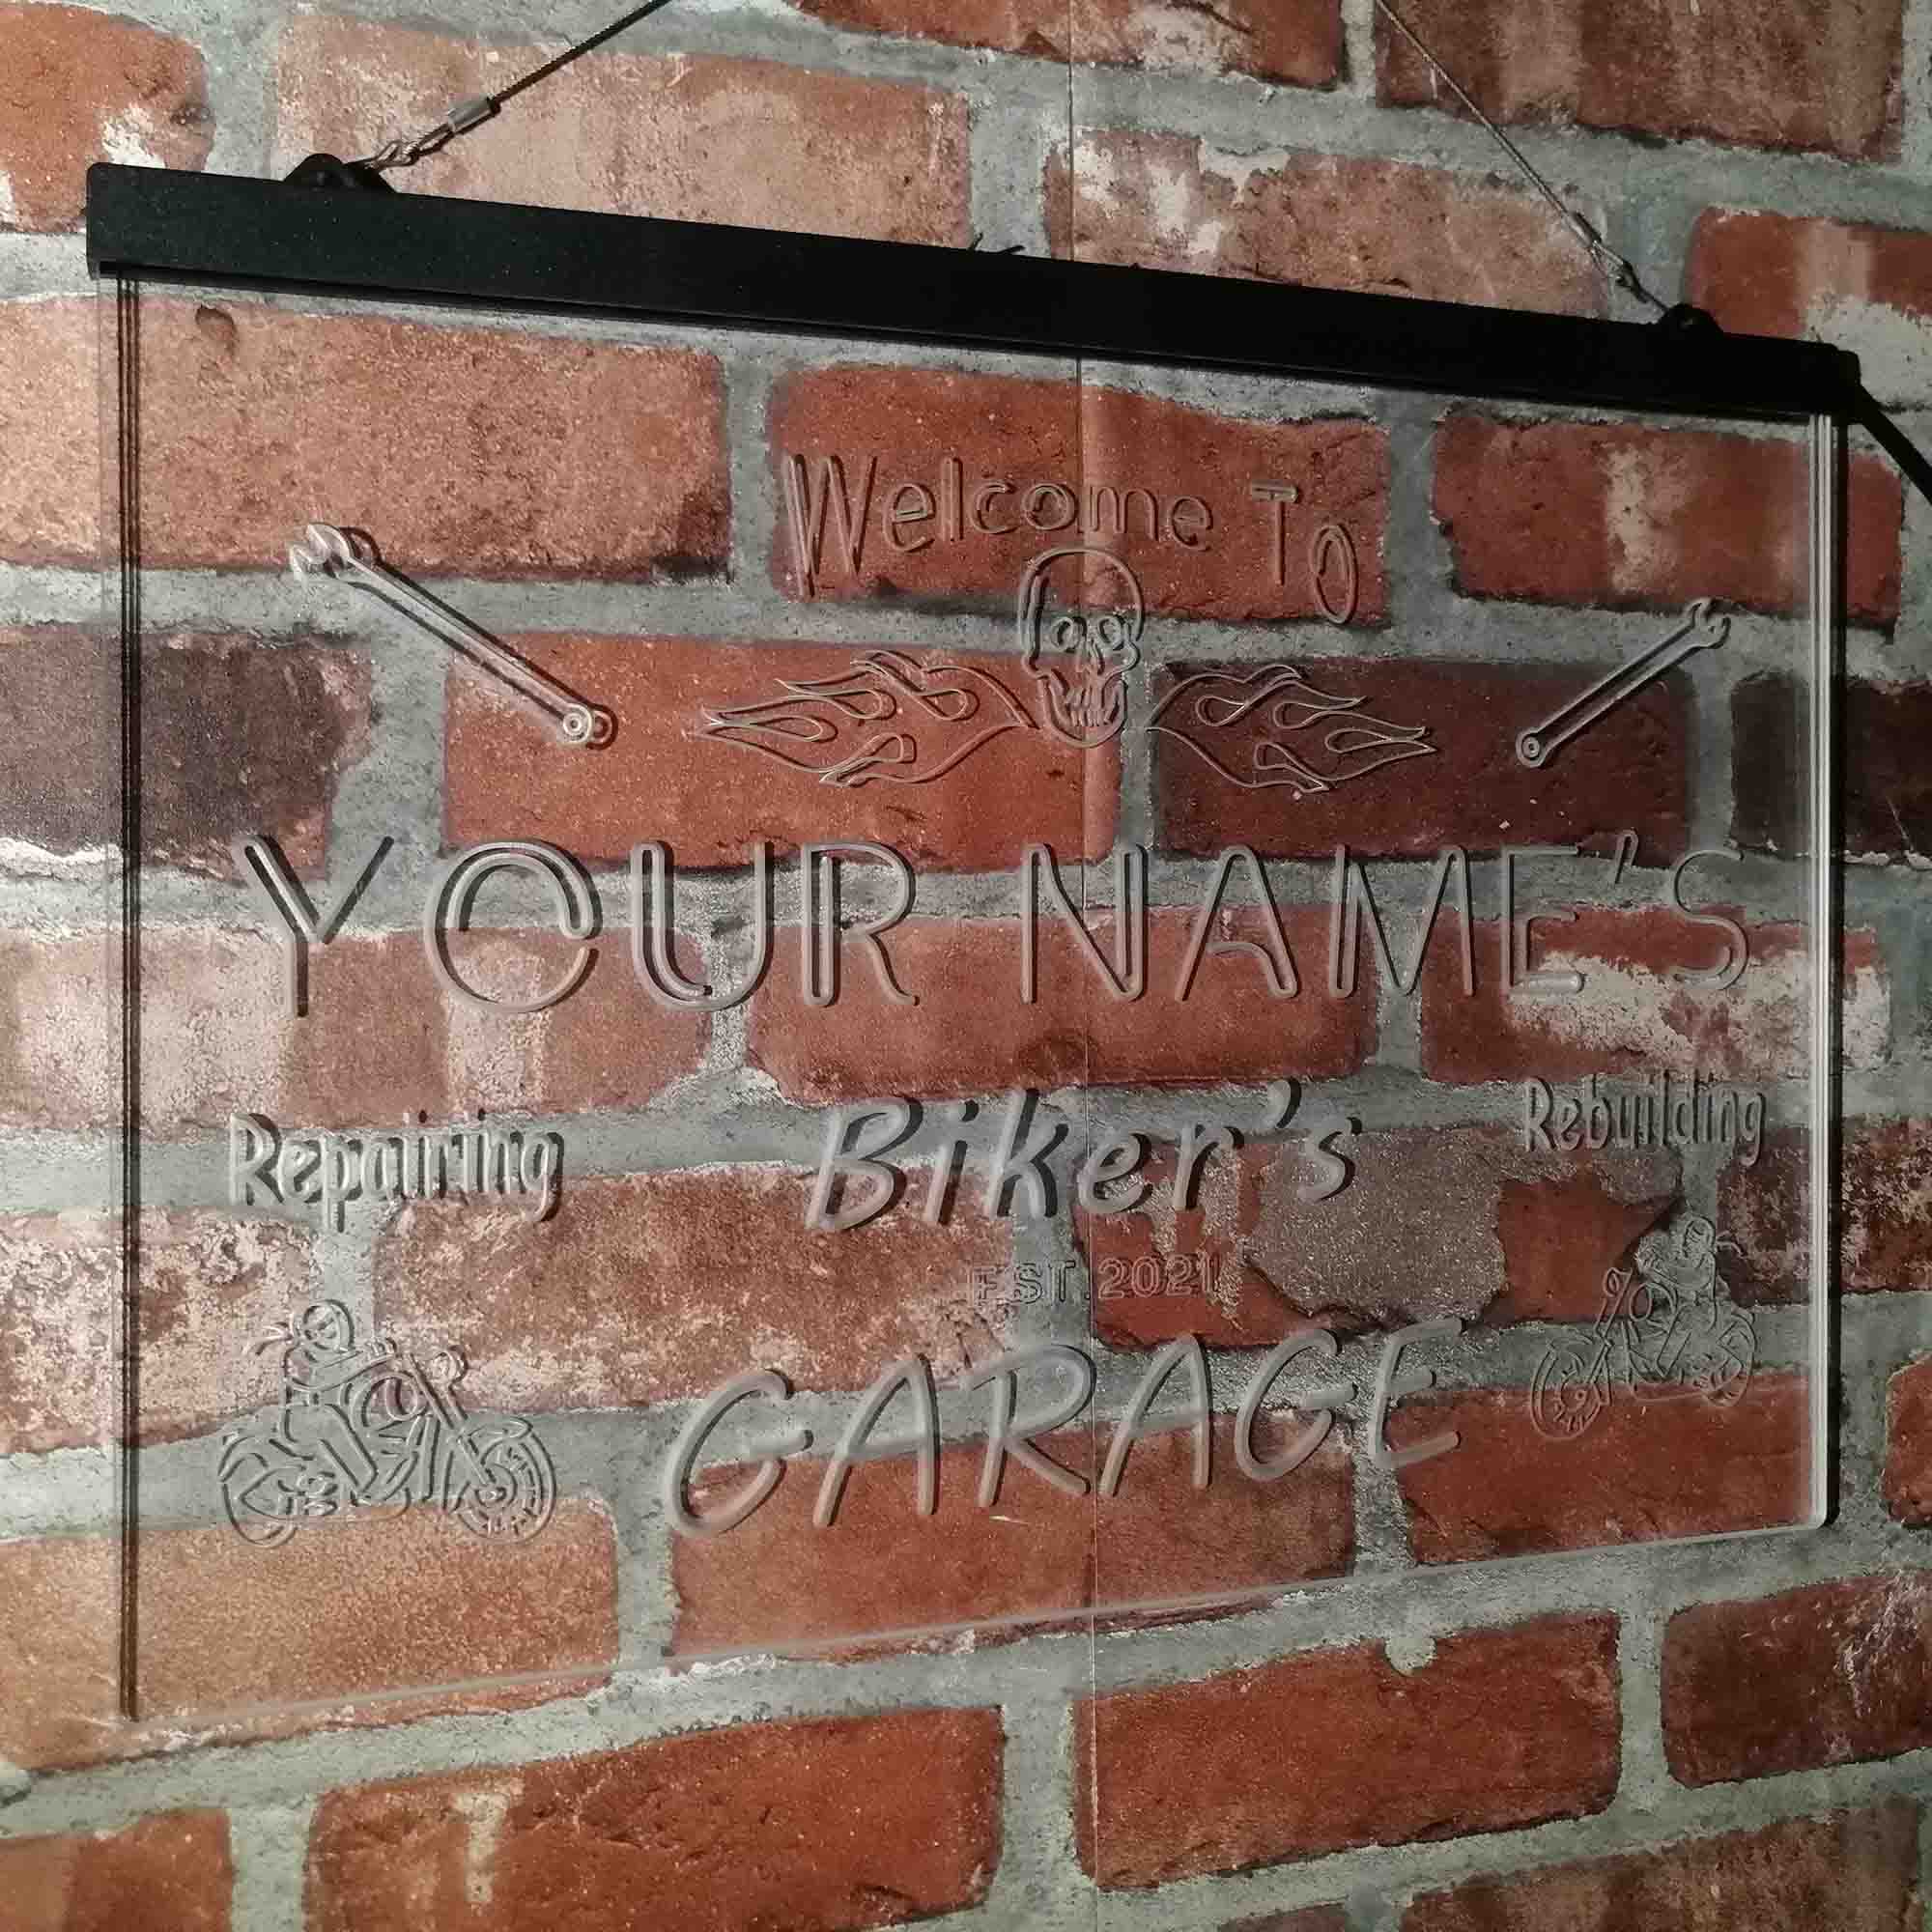 Welcome To
YOUR NAME'S
Repairing
Biker's
Rebuilding
EST. 2021
GARAGE